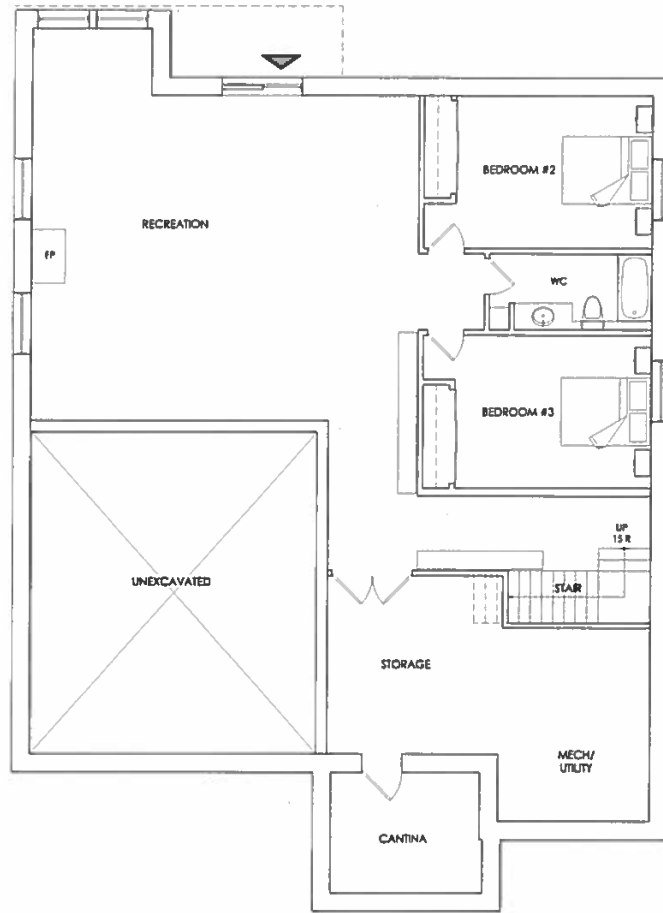 BEDROOM #2
RECREATION
FP
WC
BEDROOM #3
UP
15 R
UNEXCAVATED
STAIR
STORAGE
MECH/
UTILITY
CANTINA